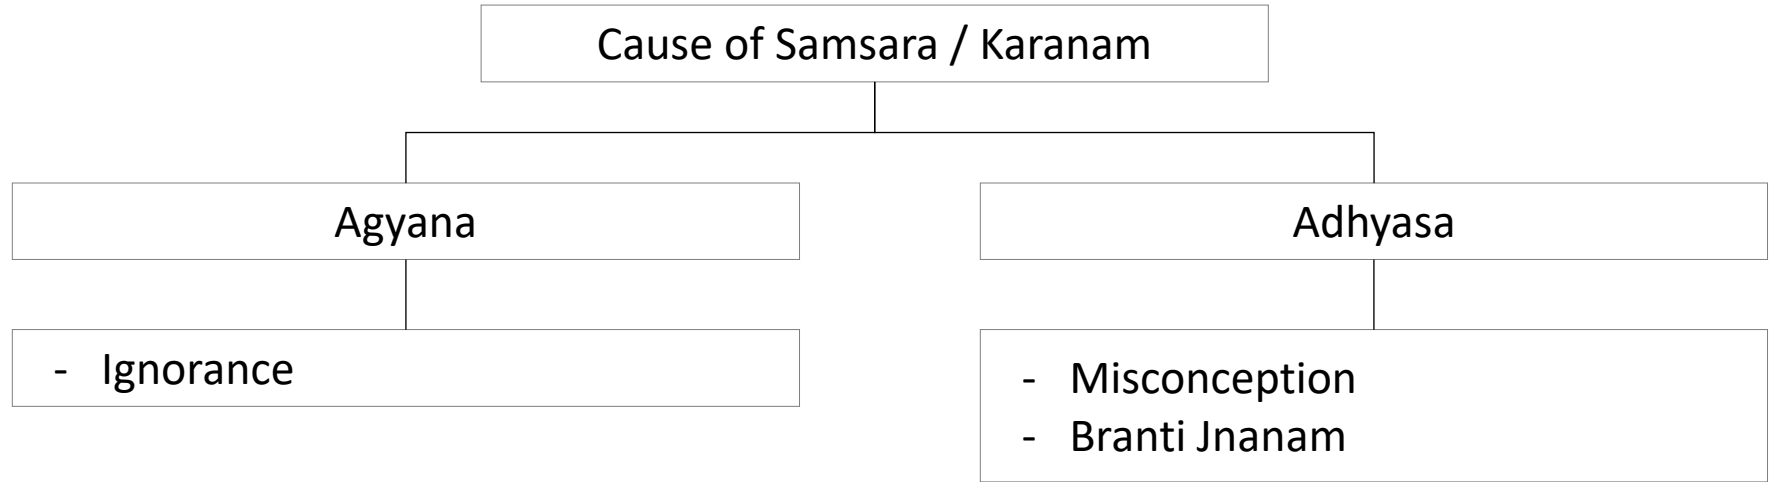 Cause of Samsara / Karanam
Agyana
Adhyasa
- Ignorance
- Misconception
- Branti Jnanam